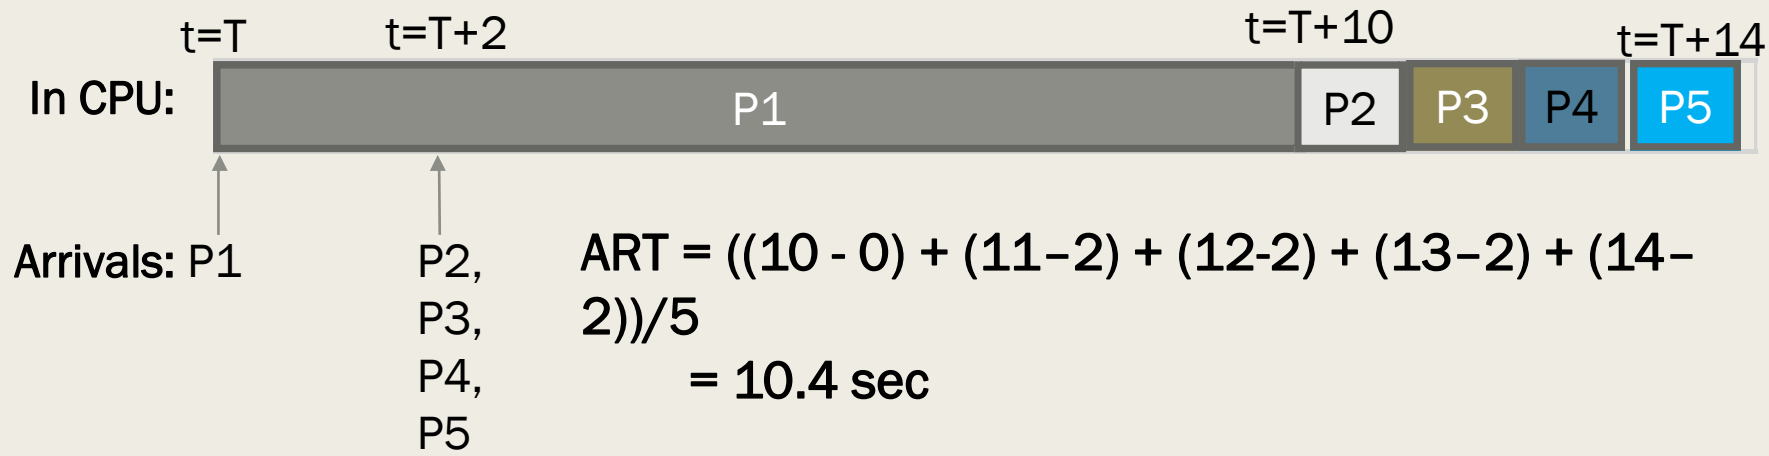 t=T t=T+2 t=T+10 t=T+14
In CPU: P1 P2 P3 P4 P5
Arrivals: P1 P2, ART = ((10 - 0) + (11–2) + (12-2) + (13–2) + (14–
P3, 2))/5
P4, = 10.4 sec
P5